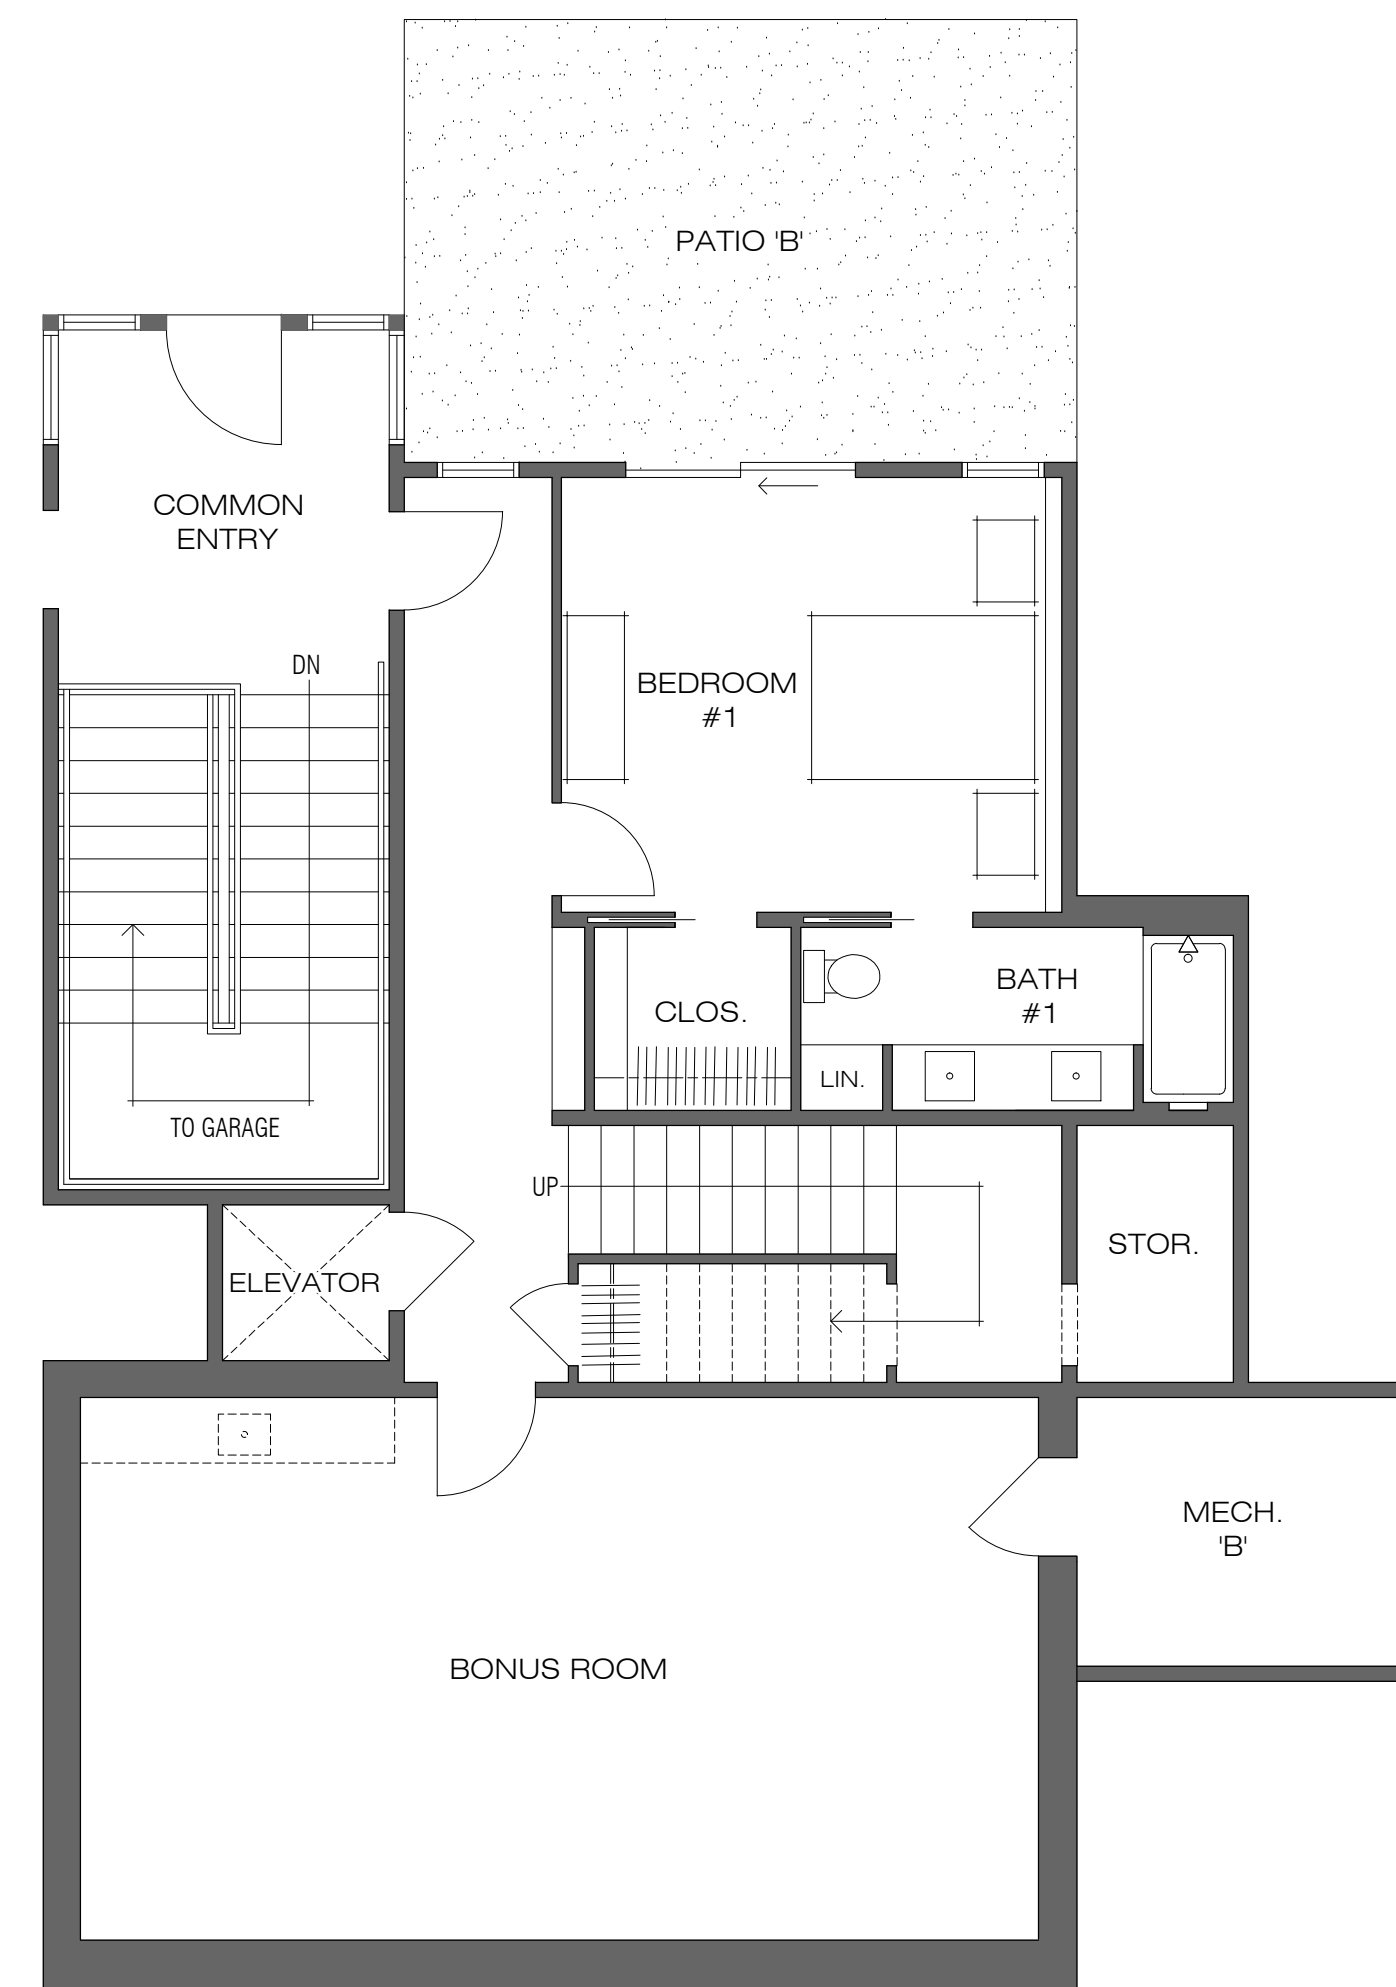 PATIO 'B'
COMMON
ENTRY
DN
BEDROOM
#1
CLOS.
BATH
#1
LIN.
TO GARAGE
UP
STOR.
ELEVATOR
MECH.
'B'
BONUS ROOM